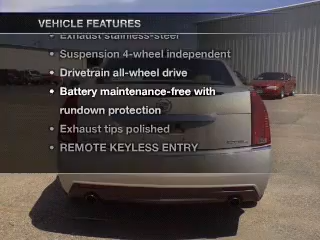 VEHICLE FEATURES
Exhaust stainless-steel
Suspension 4-wheel independent
Drivetrain all-wheel drive
Battery maintenance-free with
rundown protection
Exhaust tips polished
REMOTE KEYLESS ENTRY